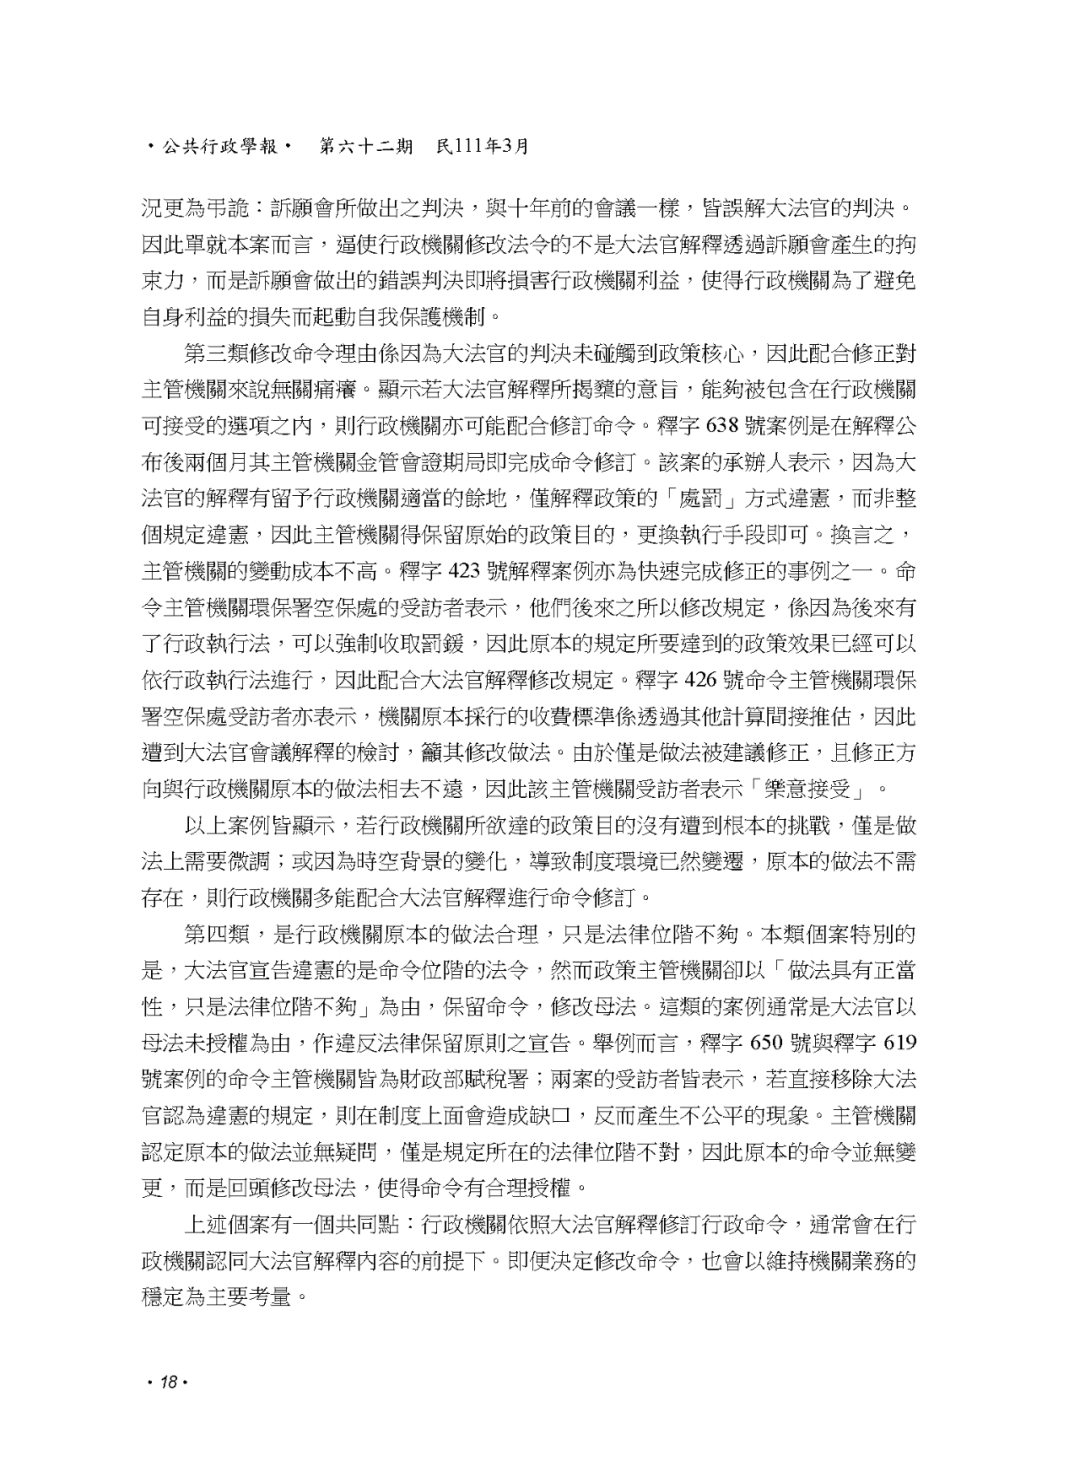 •公共行政學報• 第六十二期 民111年3月
況更為弔詭：訴願會所做出之判決，與十年前的會議一樣，皆誤解大法官的判決。
因此單就本案而言，逼使行政機關修改法令的不是大法官解釋透過訴願會產生的拘
束力，而是訴願會做出的錯誤判決即將損害行政機關利益，使得行政機關為了避免
自身利益的損失而起動自我保護機制。
第三類修改命令理由係因為大法官的判決未碰觸到政策核心，因此配合修正對
主管機關來說無關痛癢。顯示若大法官解釋所揭櫫的意旨，能夠被包含在行政機關
可接受的選項之內，則行政機關亦可能配合修訂命令。釋字 638 號案例是在解釋公
布後兩個月其主管機關金管會證期局即完成命令修訂。該案的承辦人表示，因為大
法官的解釋有留予行政機關適當的餘地，僅解釋政策的「處罰」方式違憲，而非整
個規定違憲，因此主管機關得保留原始的政策目的，更換執行手段即可。換言之，
主管機關的變動成本不高。釋字 423 號解釋案例亦為快速完成修正的事例之一。命
令主管機關環保署空保處的受訪者表示，他們後來之所以修改規定，係因為後來有
了行政執行法，可以強制收取罰鍰，因此原本的規定所要達到的政策效果已經可以
依行政執行法進行，因此配合大法官解釋修改規定。釋字 426 號命令主管機關環保
署空保處受訪者亦表示，機關原本採行的收費標準係透過其他計算間接推估，因此
遭到大法官會議解釋的檢討，籲其修改做法。由於僅是做法被建議修正，且修正方
向與行政機關原本的做法相去不遠，因此該主管機關受訪者表示「樂意接受」。
以上案例皆顯示，若行政機關所欲達的政策目的沒有遭到根本的挑戰，僅是做
法上需要微調；或因為時空背景的變化，導致制度環境已然變遷，原本的做法不需
存在，則行政機關多能配合大法官解釋進行命令修訂。
第四類，是行政機關原本的做法合理，只是法律位階不夠。本類個案特別的
是，大法官宣告違憲的是命令位階的法令，然而政策主管機關卻以「做法具有正當
性，只是法律位階不夠」為由，保留命令，修改母法。這類的案例通常是大法官以
母法未授權為由，作違反法律保留原則之宣告。舉例而言，釋字 650 號與釋字 619
號案例的命令主管機關皆為財政部賦稅署；兩案的受訪者皆表示，若直接移除大法
官認為違憲的規定，則在制度上面會造成缺口，反而產生不公平的現象。主管機關
認定原本的做法並無疑問，僅是規定所在的法律位階不對，因此原本的命令並無變
更，而是回頭修改母法，使得命令有合理授權。
上述個案有一個共同點：行政機關依照大法官解釋修訂行政命令，通常會在行
政機關認同大法官解釋內容的前提下。即便決定修改命令，也會以維持機關業務的
穩定為主要考量。
•18•